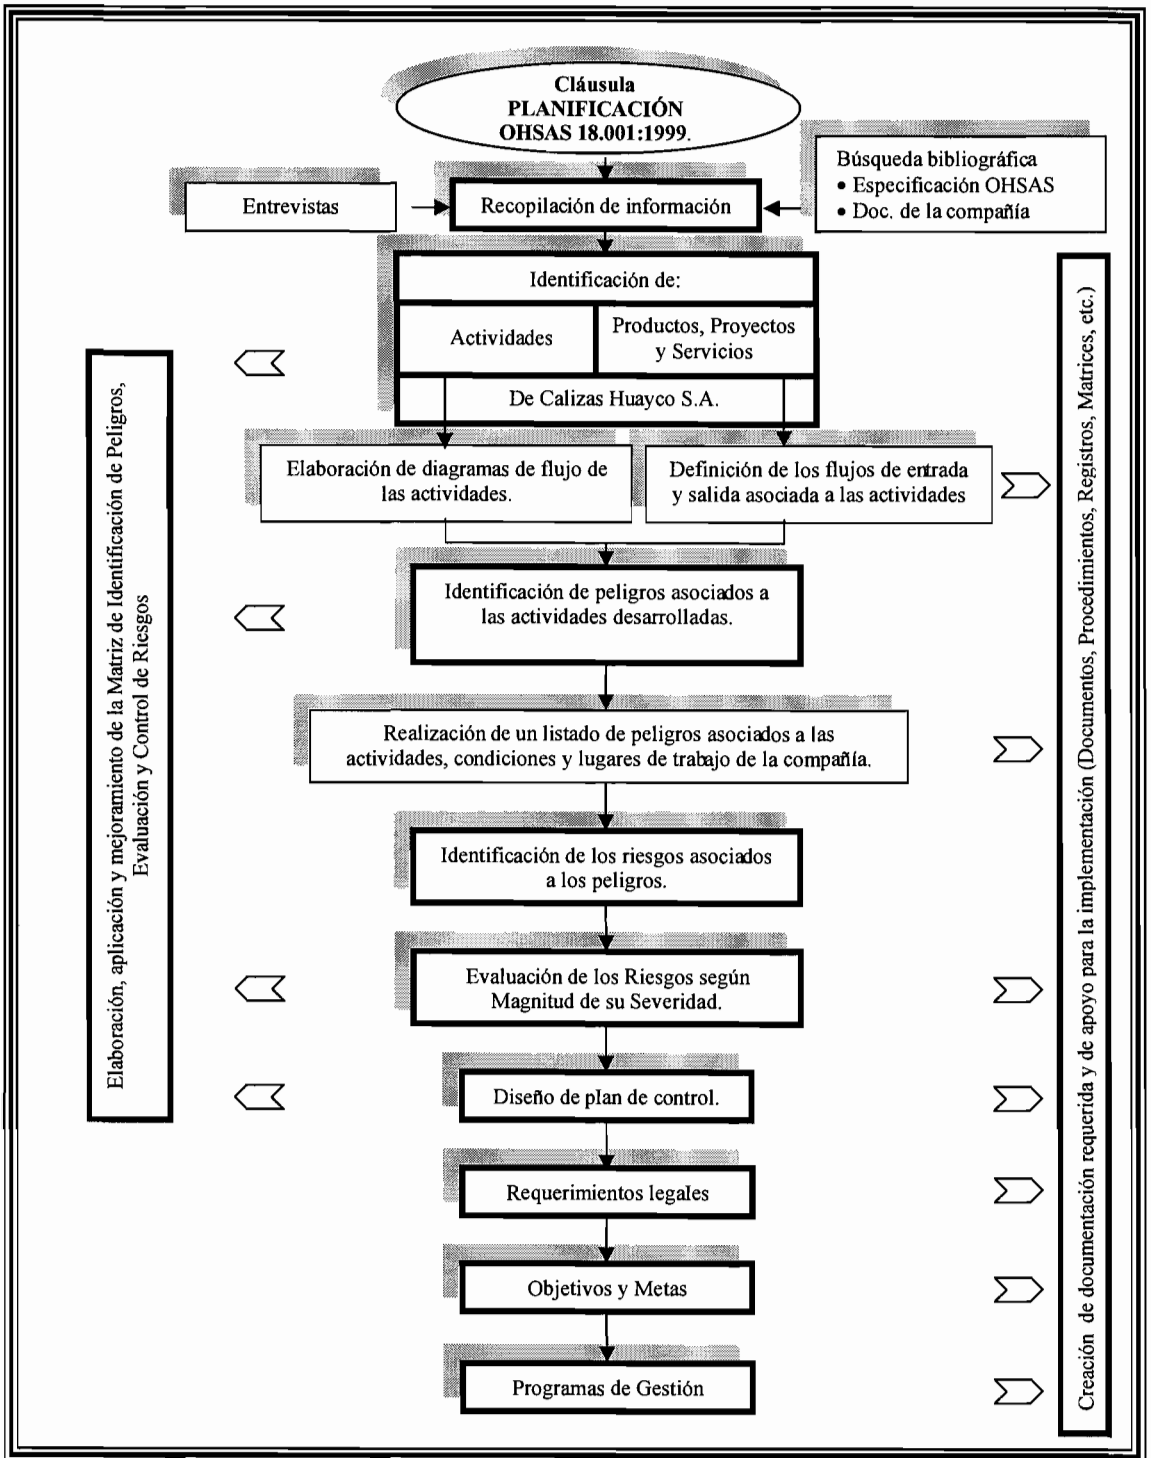 Cláusula
PLANIFICACIÓN
OHSAS 18.001:1999.
Búsqueda bibliográfica
• Especificación OHSAS
• Doc. de la compañía
Entrevistas
Recopilación de información
Identificación de:
Actividades
Productos, Proyectos
y Servicios
De Calizas Huayco S.A.
Elaboración de diagramas de flujo de
las actividades.
Definición de los flujos de entrada
y salida asociada a las actividades
Identificación de peligros asociados a
las actividades desarrolladas.
Realización de un listado de peligros asociados a las
actividades, condiciones y lugares de trabajo de la compañía.
Identificación de los riesgos asociados
a los peligros.
Evaluación de los Riesgos según
Magnitud de su Severidad.
Diseño de plan de control.
Requerimientos legales
Objetivos y Metas
Programas de Gestión
Elaboración, aplicación y mejoramiento de la Matriz de Identificación de Peligros,
Evaluación y Control de Riesgos
Creación de documentación requerida y de apoyo para la implementación (Documentos, Procedimientos, Registros, Matrices, etc.)